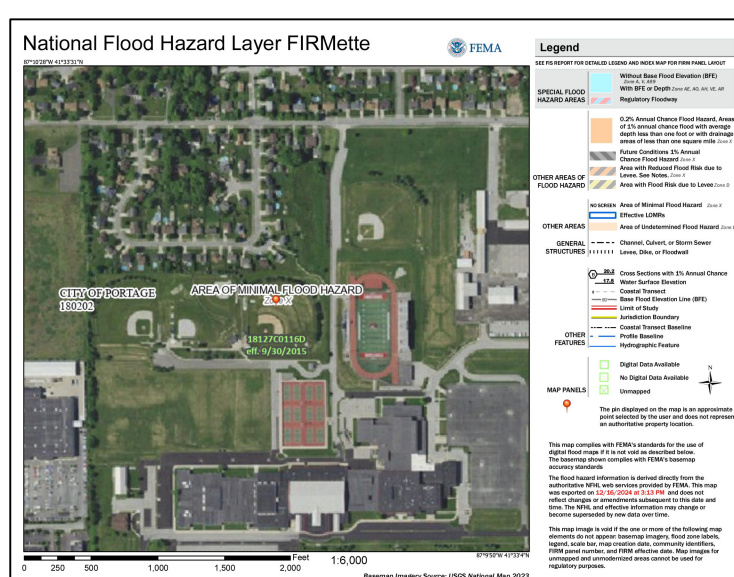 National Flood Hazard Layer FIRMette
FEMA
87°10'28"W 41°33'31"N
CITY OF PORTAGE
180202
AREA OF MINIMAL FLOOD HAZARD
Zone X
18127C0116D
eff. 9/30/2015
87°9'50"W 41°33'4"N
0 250 500 1,000 1,500 2,000
Feet
1:6,000
Basemap Imagery Source: USGS National Map 2023
Legend
SEE FIS REPORT FOR DETAILED LEGEND AND INDEX MAP FOR FIRM PANEL LAYOUT
SPECIAL FLOOD
HAZARD AREAS
Without Base Flood Elevation (BFE)
Zone A, V, A99
With BFE or Depth Zone AE, AO, AH, VE, AR
Regulatory Floodway
OTHER AREAS OF
FLOOD HAZARD
0.2% Annual Chance Flood Hazard, Areas
of 1% annual chance flood with average
depth less than one foot or with drainage
areas of less than one square mile Zone X
Future Conditions 1% Annual
Chance Flood Hazard Zone X
Area with Reduced Flood Risk due to
Levee. See Notes. Zone X
Area with Flood Risk due to Levee Zone D
OTHER AREAS
NO SCREEN Area of Minimal Flood Hazard Zone X
Effective LOMRs
Area of Undetermined Flood Hazard Zone
GENERAL
STRUCTURES
Channel, Culvert, or Storm Sewer
Levee, Dike, or Floodwall
OTHER
FEATURES
B 20.2 Cross Sections with 1% Annual Chance
17.5 Water Surface Elevation
Coastal Transect
Base Flood Elevation Line (BFE)
Limit of Study
Jurisdiction Boundary
Coastal Transect Baseline
Profile Baseline
Hydrographic Feature
MAP PANELS
Digital Data Available
No Digital Data Available
Unmapped
N
The pin displayed on the map is an approximate
point selected by the user and does not represen
an authoritative property location.
This map complies with FEMA's standards for the use of
digital flood maps if it is not void as described below.
The basemap shown complies with FEMA's basemap
accuracy standards
The flood hazard information is derived directly from the
authoritative NFHL web services provided by FEMA. This map
was exported on 12/16/2024 at 3:13 PM and does not
reflect changes or amendments subsequent to this date and
time. The NFHL and effective information may change or
become superseded by new data over time.
This map image is void if the one or more of the following map
elements do not appear: basemap imagery, flood zone labels,
legend, scale bar, map creation date, community identifiers,
FIRM panel number, and FIRM effective date. Map images for
unmapped and unmodernized areas cannot be used for
regulatory purposes.